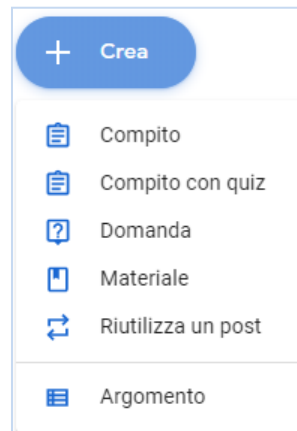 Crea
Compito
Compito con quiz
Domanda
Materiale
Riutilizza un post
Argomento